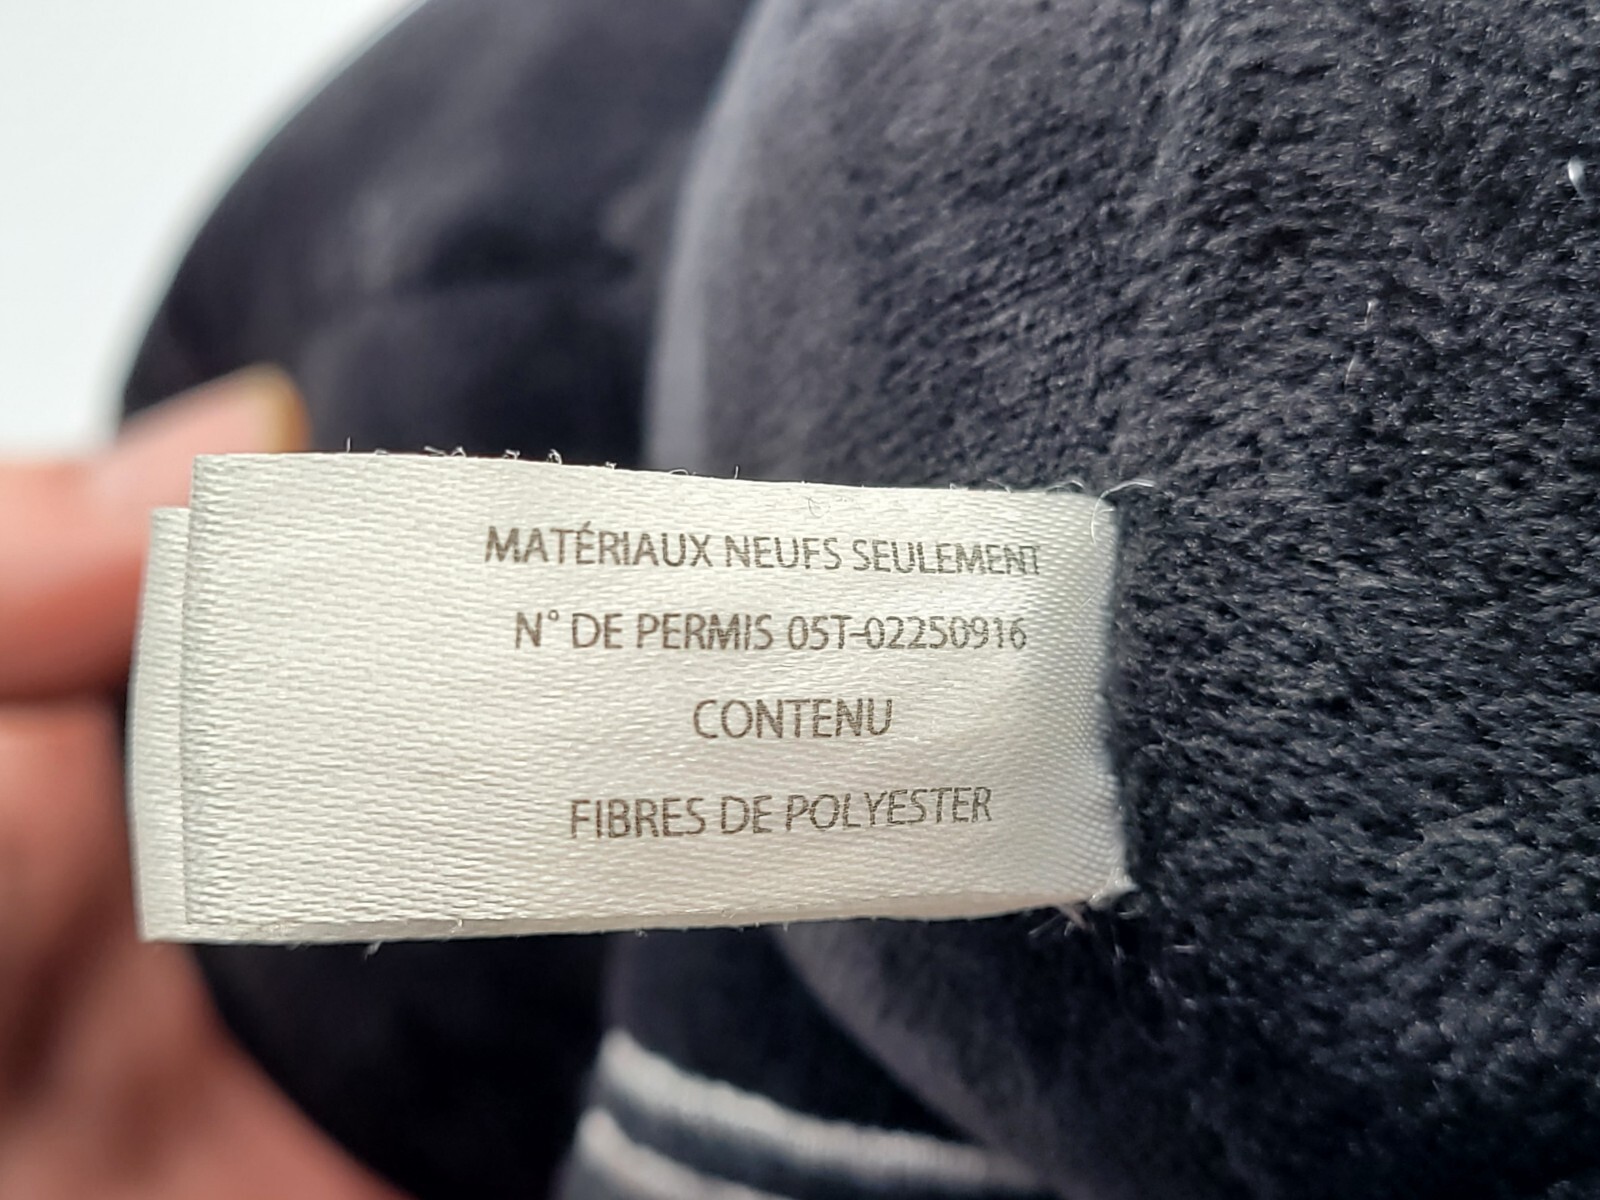 MATÉRIAUX NEUFS SEULEMENT
N° DE PERMIS 05T-02250916
CONTENU
FIBRES DE POLYESTER